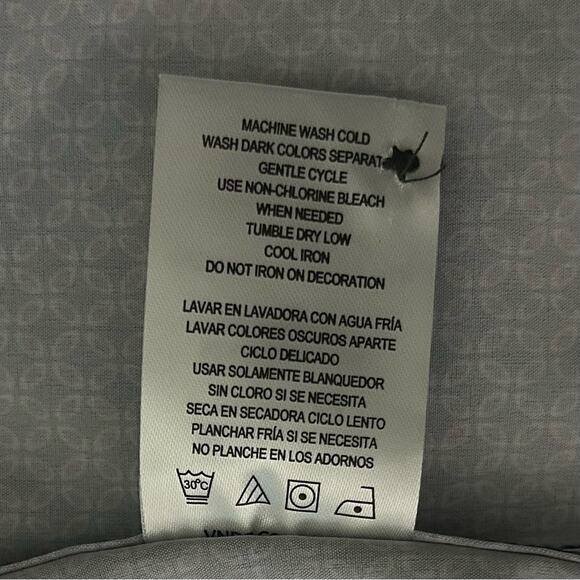 MACHINE WASH COLD
WASH DARK COLORS SEPARAT
GENTLE CYCLE
USE NON-CHLORINE BLEACH
WHEN NEEDED
TUMBLE DRY LOW
COOL IRON
DO NOT IRON ON DECORATION
LAVAR EN LAVADORA CON AGUA FRÍA
LAVAR COLORES OSCUROS APARTE
CICLO DELICADO
USAR SOLAMENTE BLANQUEDOR
SIN CLORO SI SE NECESITA
SECA EN SECADORA CICLO LENTO
PLANCHAR FRÍA SI SE NECESITA
NO PLANCHE EN LOS ADORNOS
30°C